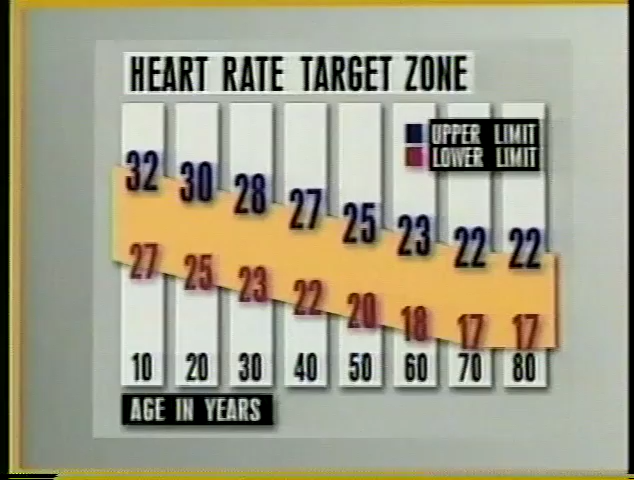 HEART RATE TARGET ZONE
UPPER LIMIT
LOWER LIMIT
32 30 28 27 25 23 22 22
27 25 23 22 20 18 17 17
10 20 30 40 50 60 70 80
AGE IN YEARS